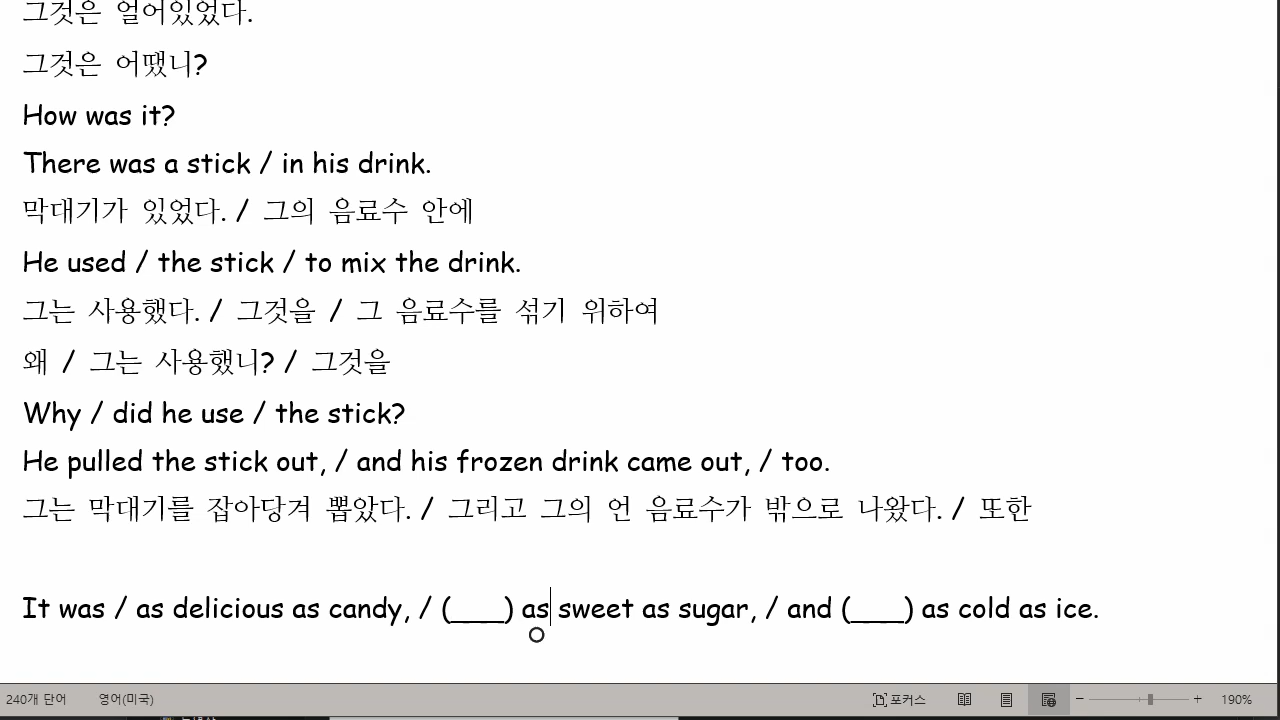 그것은 얼어있었다.
그것은 어땠니?
How was it?
There was a stick / in his drink.
막대기가 있었다. / 그의 음료수 안에
He used / the stick / to mix the drink.
그는 사용했다. / 그것을 / 그 음료수를 섞기 위하여
왜 / 그는 사용했니? / 그것을
Why / did he use / the stick?
He pulled the stick out, / and his frozen drink came out, / too.
그는 막대기를 잡아당겨 뽑았다. / 그리고 그의 언 음료수가 밖으로 나왔다. / 또한
It was / as delicious as candy, / (____) as sweet as sugar, / and (____) as cold as ice.
240개 단어 영어(미국) 포커스 190%